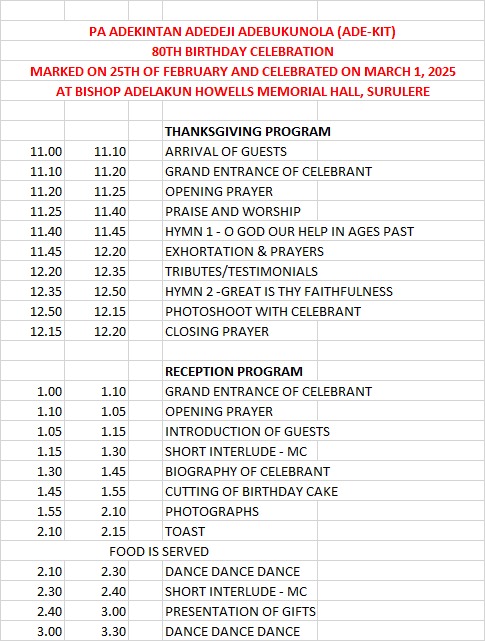 PA ADEKINTAN ADEDEJI ADEBUKUNOLA (ADE-KIT)
80TH BIRTHDAY CELEBRATION
MARKED ON 25TH OF FEBRUARY AND CELEBRATED ON MARCH 1, 2025
AT BISHOP ADELAKUN HOWELLS MEMORIAL HALL, SURULERE
THANKSGIVING PROGRAM
11.00 11.10 ARRIVAL OF GUESTS
11.10 11.20 GRAND ENTRANCE OF CELEBRANT
11.20 11.25 OPENING PRAYER
11.25 11.40 PRAISE AND WORSHIP
11.40 11.45 HYMN 1 - O GOD OUR HELP IN AGES PAST
11.45 12.20 EXHORTATION & PRAYERS
12.20 12.35 TRIBUTES/TESTIMONIALS
12.35 12.50 HYMN 2 -GREAT IS THY FAITHFULNESS
12.50 12.15 PHOTOSHOOT WITH CELEBRANT
12.15 12.20 CLOSING PRAYER
RECEPTION PROGRAM
1.00 1.10 GRAND ENTRANCE OF CELEBRANT
1.10 1.05 OPENING PRAYER
1.05 1.15 INTRODUCTION OF GUESTS
1.15 1.30 SHORT INTERLUDE - MC
1.30 1.45 BIOGRAPHY OF CELEBRANT
1.45 1.55 CUTTING OF BIRTHDAY CAKE
1.55 2.10 PHOTOGRAPHS
2.10 2.15 TOAST
FOOD IS SERVED
2.10 2.30 DANCE DANCE DANCE
2.30 2.40 SHORT INTERLUDE - MC
2.40 3.00 PRESENTATION OF GIFTS
3.00 3.30 DANCE DANCE DANCE